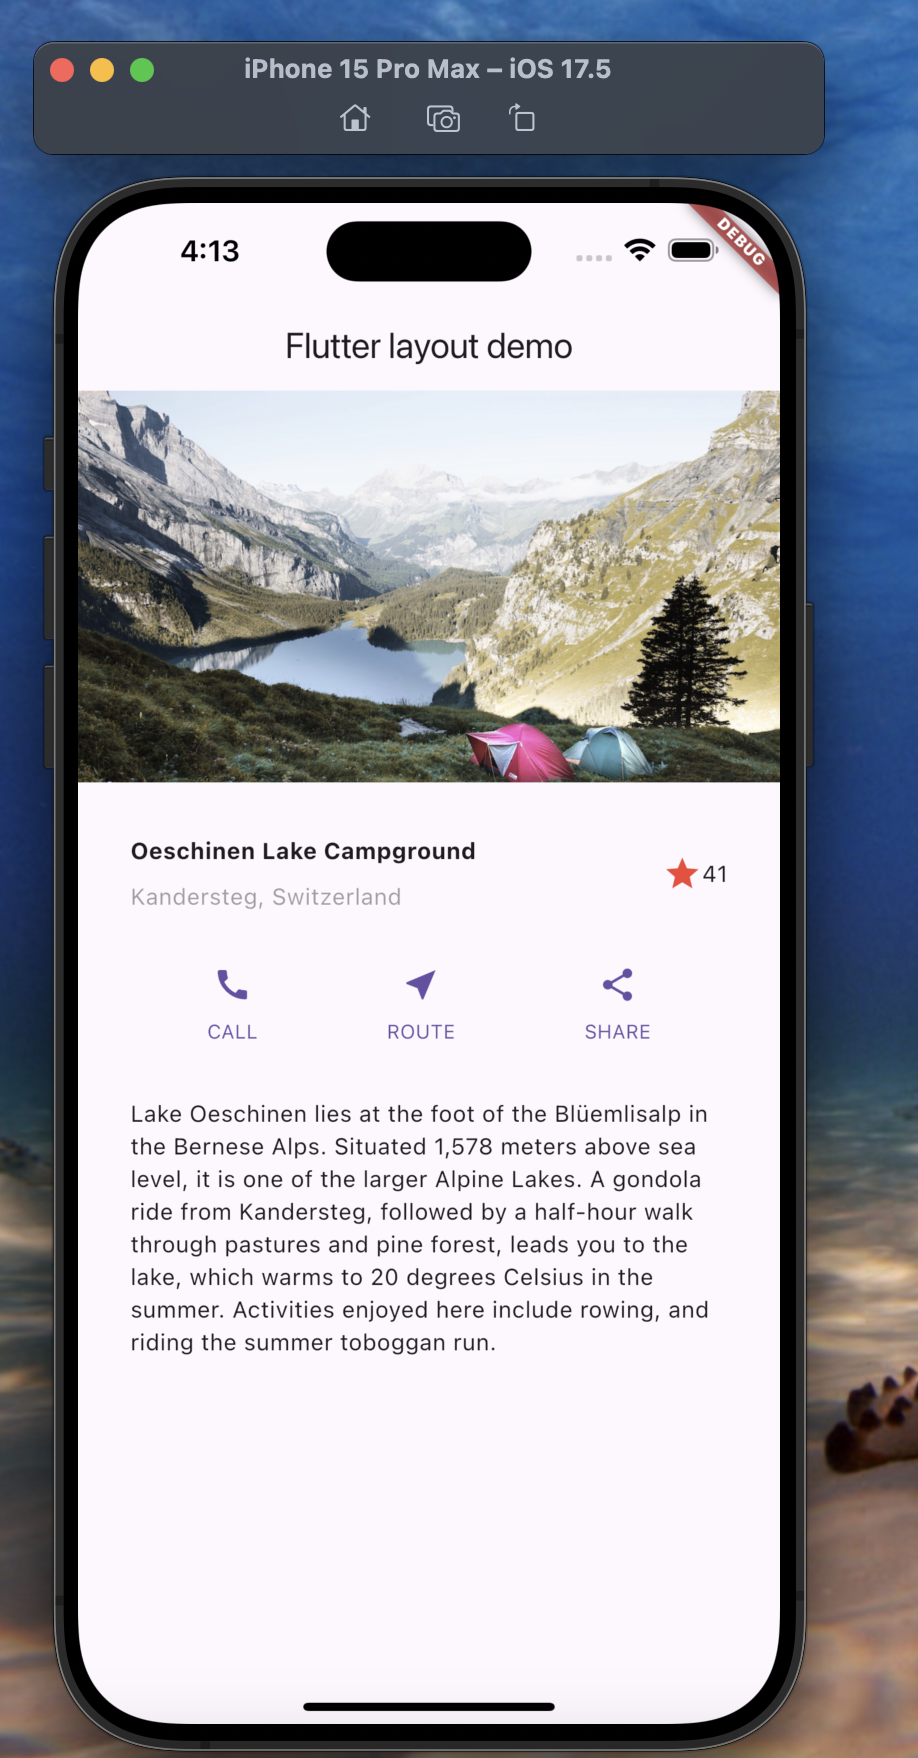 iPhone 15 Pro Max – iOS 17.5
4:13
DEBUG
Flutter layout demo
Oeschinen Lake Campground
Kandersteg, Switzerland
41
CALL
ROUTE
SHARE
Lake Oeschinen lies at the foot of the Blüemlisalp in
the Bernese Alps. Situated 1,578 meters above sea
level, it is one of the larger Alpine Lakes. A gondola
ride from Kandersteg, followed by a half-hour walk
through pastures and pine forest, leads you to the
lake, which warms to 20 degrees Celsius in the
summer. Activities enjoyed here include rowing, and
riding the summer toboggan run.